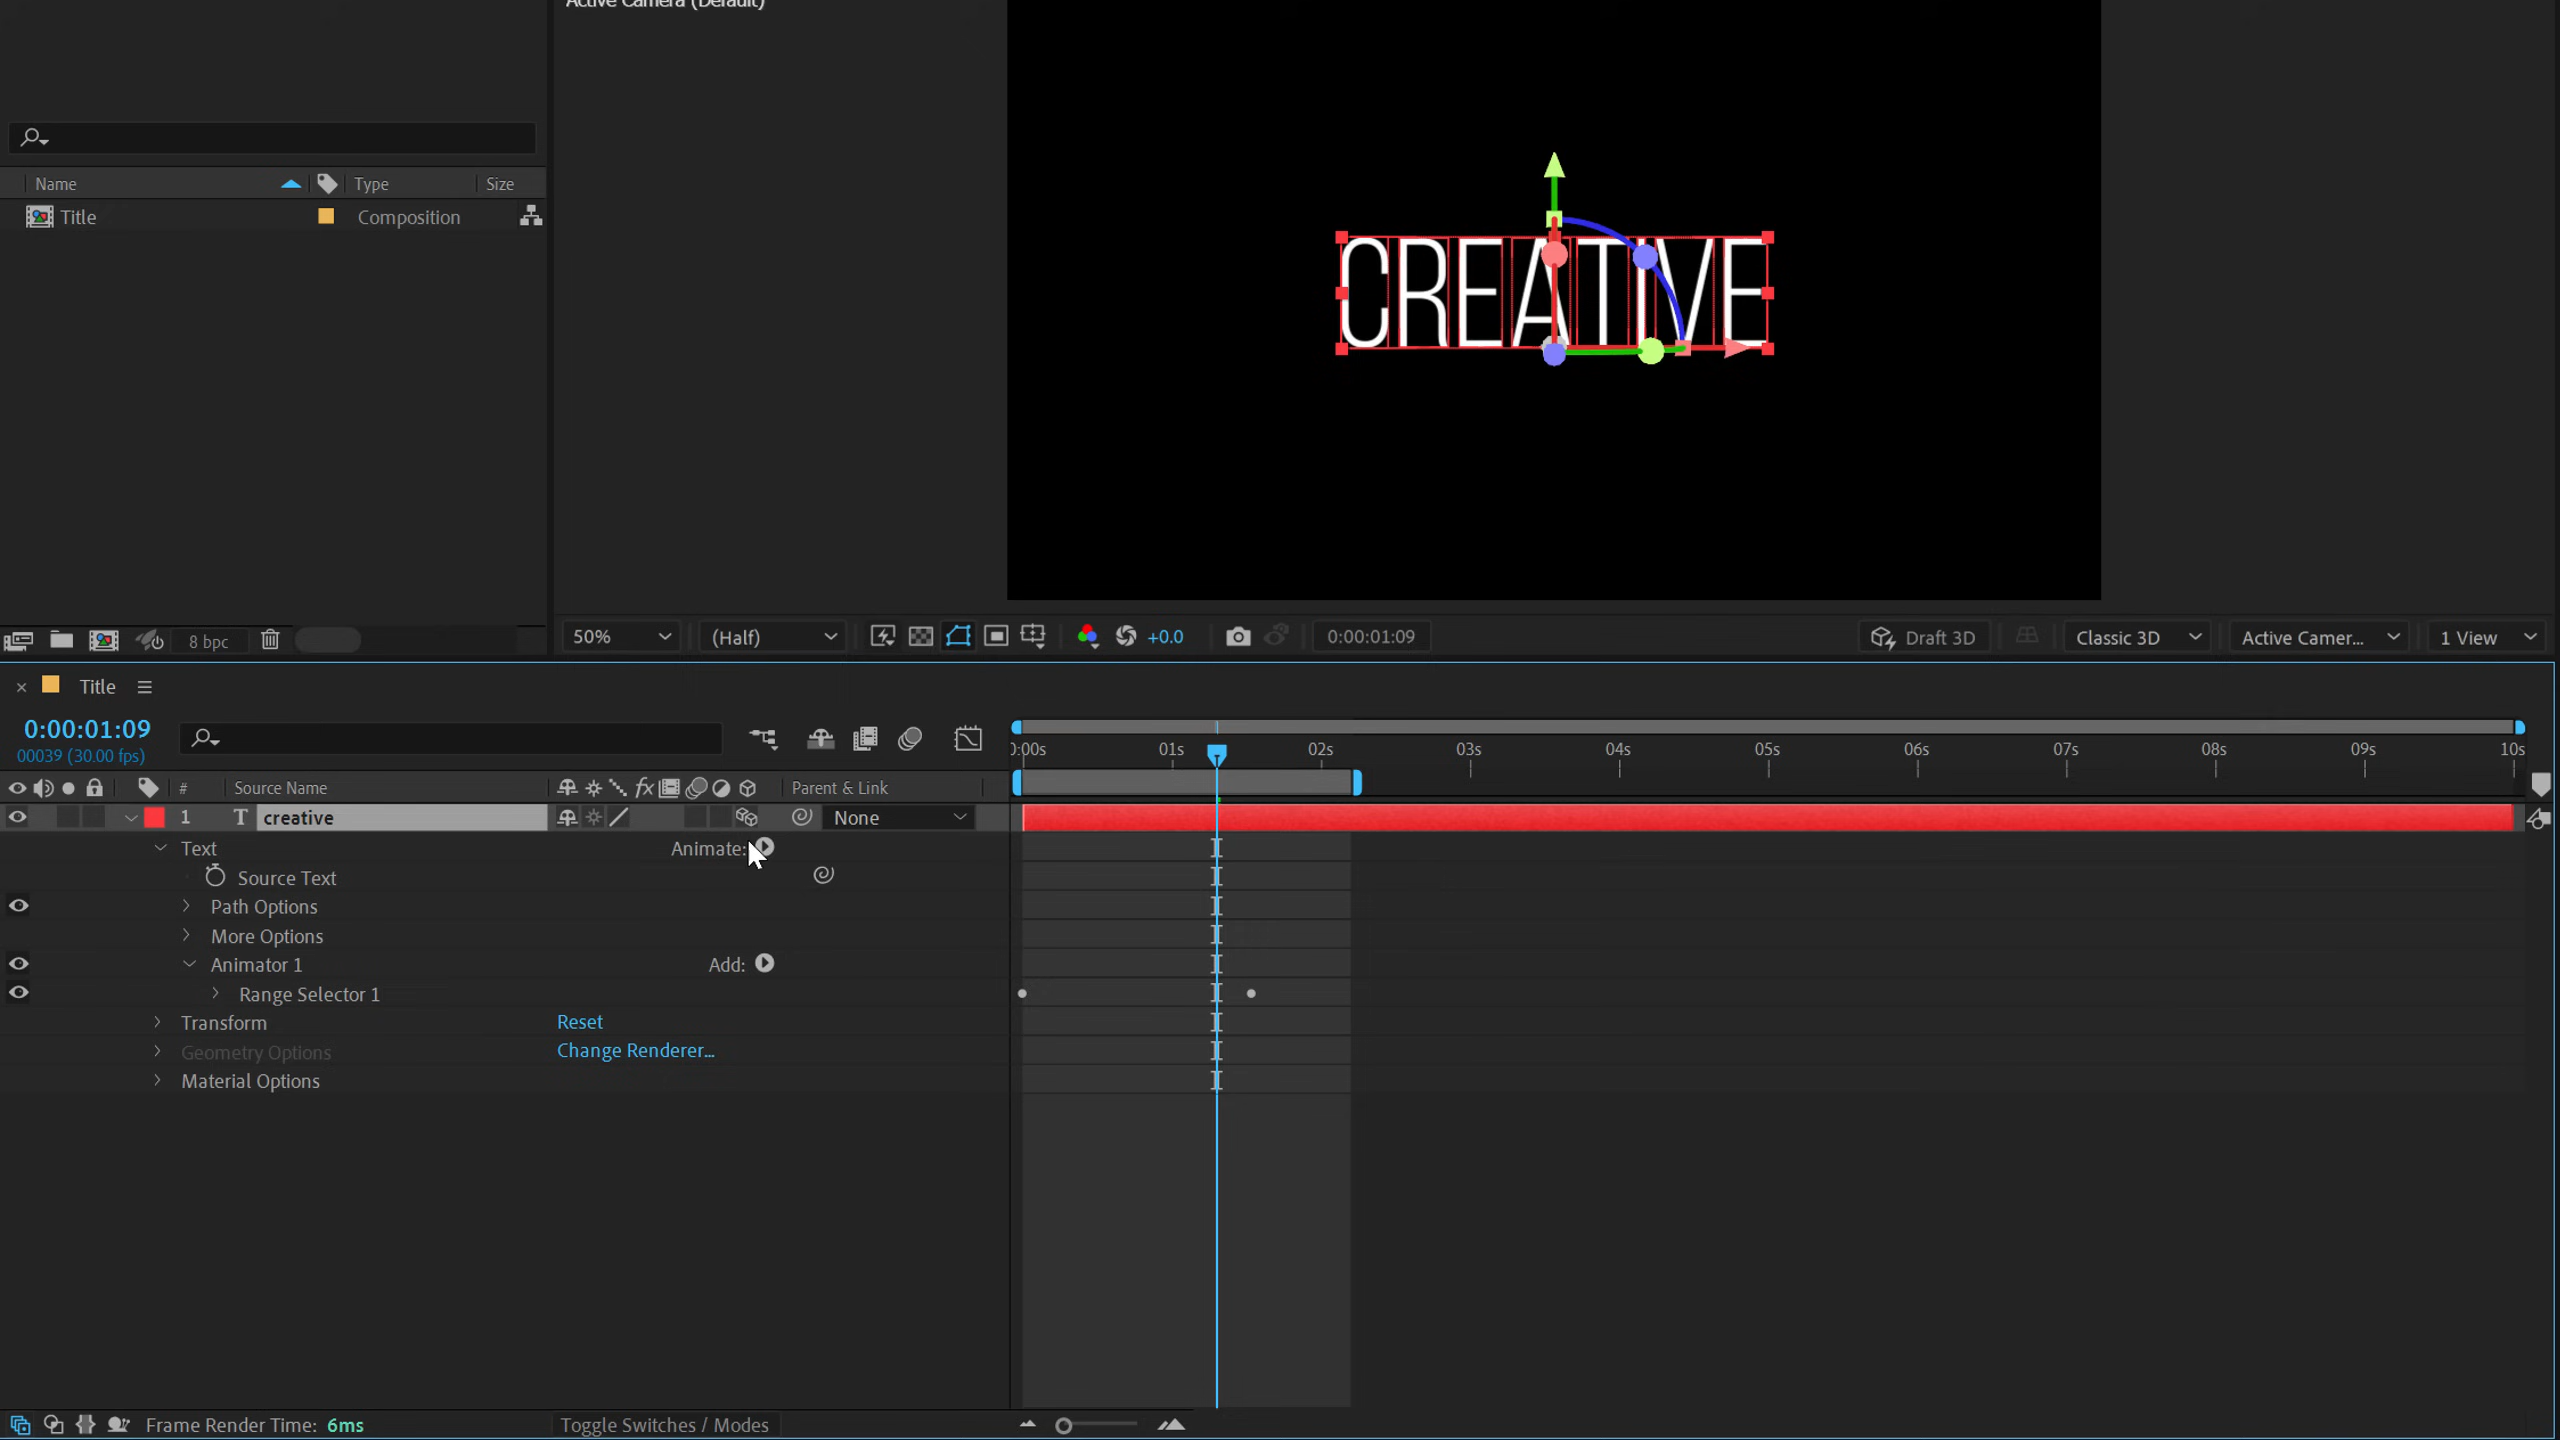 Active Camera (Default)
Name Type Size
Title Composition
CREATIVE
8 bpc
50% (Half) +0.0 0:00:01:09 Draft 3D Classic 3D Active Camer... 1 View
Title
0:00:01:09
00039 (30.00 fps)
0:00s 01s 02s 03s 04s 05s 06s 07s 08s 09s 10s
# Source Name fx Parent & Link
1 T creative None
Text Animate:
Source Text
Path Options
More Options
Animator 1 Add:
Range Selector 1
Transform Reset
Geometry Options Change Renderer...
Material Options
Frame Render Time: 6ms Toggle Switches / Modes